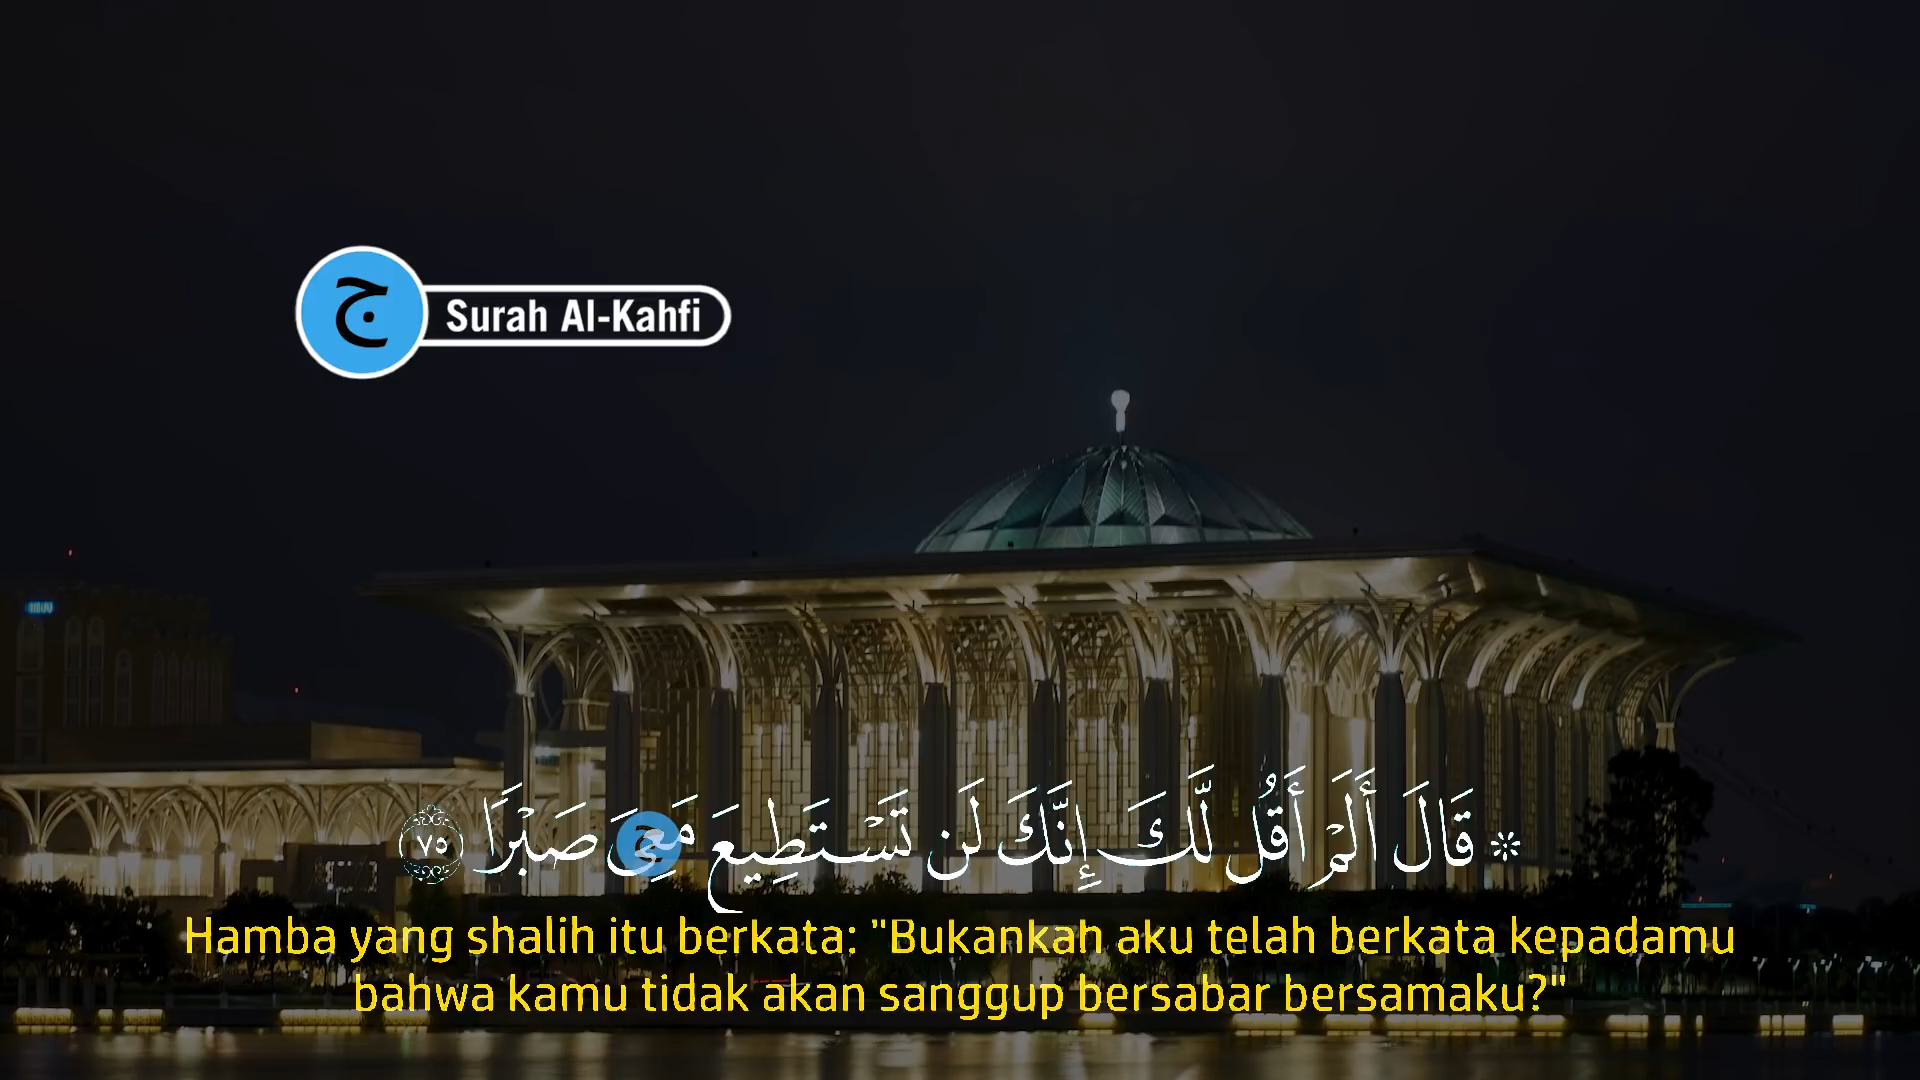 ج
Surah Al-Kahfi
۞ قَالَ أَلَمْ أَقُل لَّكَ إِنَّكَ لَن تَسْتَطِيعَ مَعِيَ صَبْرًا ٧٥
ج
Hamba yang shalih itu berkata: "Bukankah aku telah berkata kepadamu
bahwa kamu tidak akan sanggup bersabar bersamaku?"